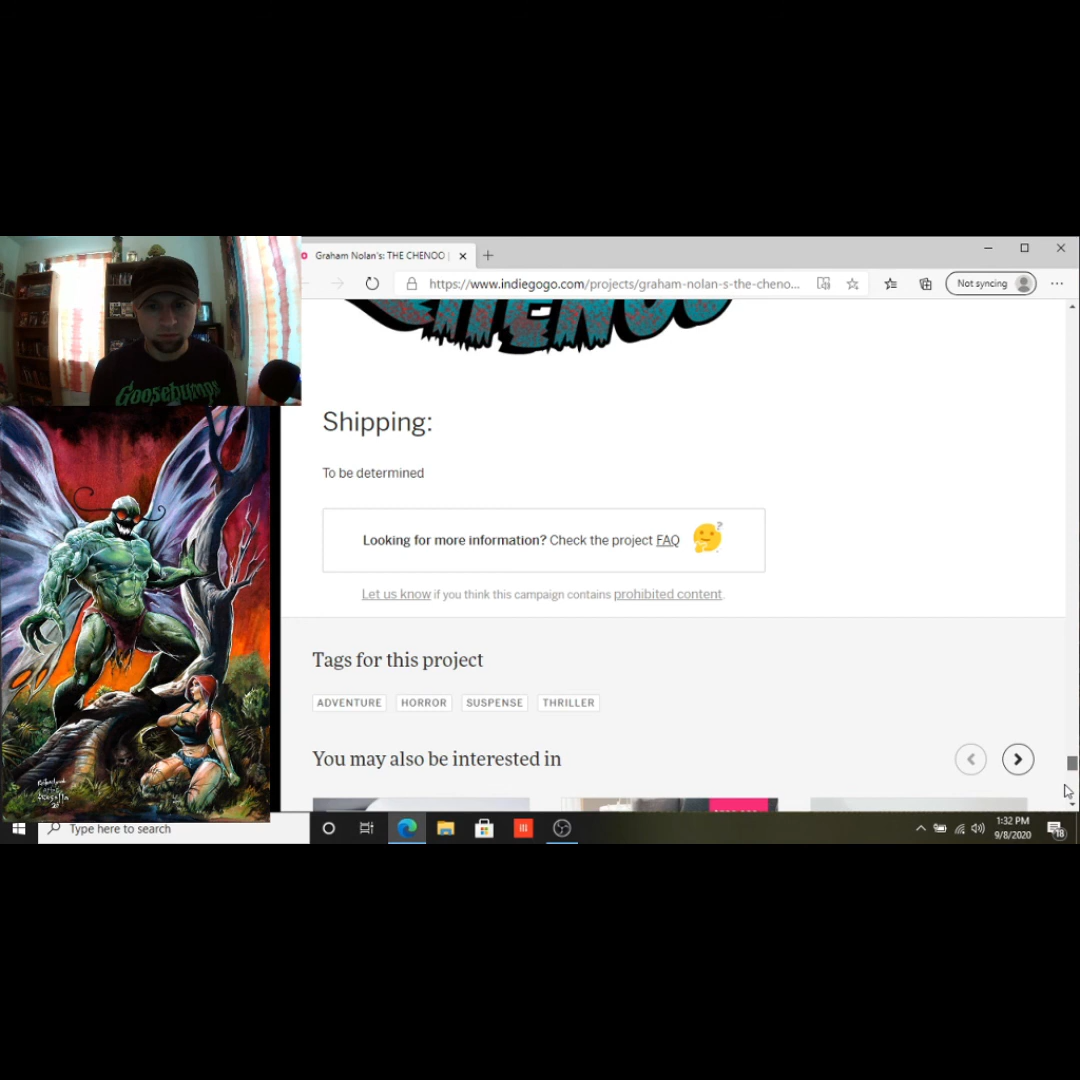 Graham Nolan's: THE CHENOO |
https://www.indiegogo.com/projects/graham-nolan-s-the-cheno...
Not syncing
CHENOO
Goosebumps
Shipping:
To be determined
Looking for more information? Check the project FAQ
Let us know if you think this campaign contains prohibited content.
Tags for this project
ADVENTURE
HORROR
SUSPENSE
THRILLER
You may also be interested in
Type here to search
1:32 PM
9/8/2020
18